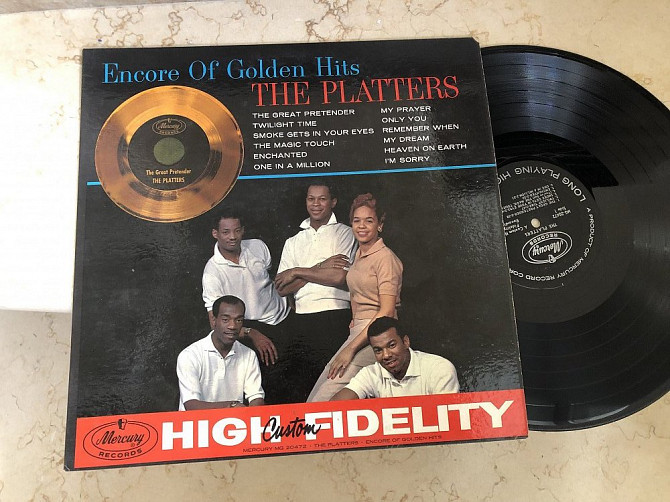 Encore Of Golden Hits
THE PLATTERS
THE GREAT PRETENDER
TWILIGHT TIME
SMOKE GETS IN YOUR EYES
THE MAGIC TOUCH
ENCHANTED
ONE IN A MILLION
MY PRAYER
ONLY YOU
REMEMBER WHEN
MY DREAM
HEAVEN ON EARTH
I'M SORRY
Mercury
RECORDS
The Great Pretender
THE PLATTERS
Mercury
RECORDS
HIGH FIDELITY
Custom
MERCURY MG 20472 • THE PLATTERS • ENCORE OF GOLDEN HITS
LONG PLAYING
A PRODUCT OF MERCURY RECORD
Mercury
RECORDS
THE PLATTERS